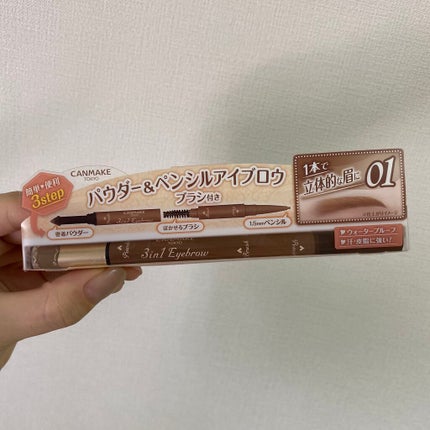 簡単・便利
3step
CANMAKE
TOKYO
パウダー&ペンシルアイブロウ
ブラシ付き
密着パウダー
ぼかせるブラシ
1.5mmペンシル
1本で
立体的な眉に
01
ウォータープルーフ
汗・皮脂に強い!
CANMAKE
TOKYO
3in1 Eyebrow